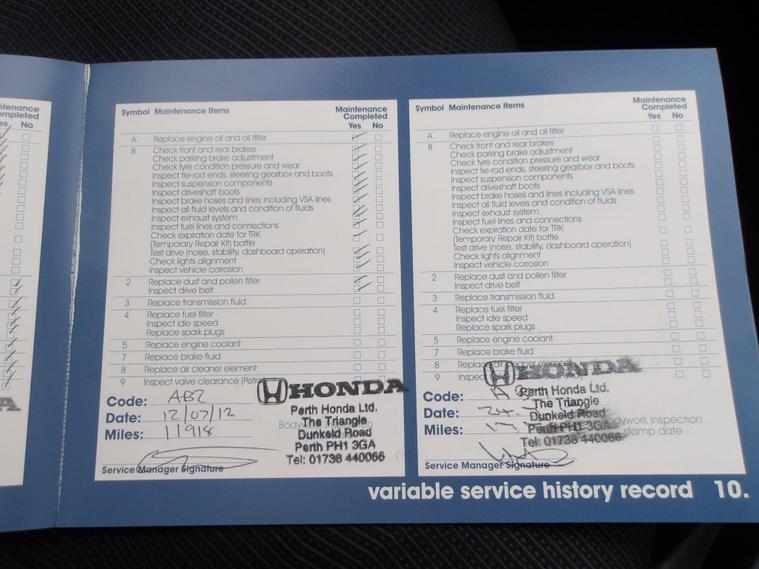 ntenance
mpleted
es No
A
Symbol Maintenance Items
Maintenance
Completed
Yes No
A Replace engine oil and oil filter
B Check front and rear brakes
Check parking brake adjustment
Check tyre condition pressure and wear
Inspect tie-rod ends, steering gearbox and boots
Inspect suspension components
Inspect driveshaft boots
Inspect brake hoses and lines including VSA lines
Inspect all fluid levels and condition of fluids
Inspect exhaust system
Inspect fuel lines and connections
Check expiration date for TRK
(Temporary Repair Kit) bottle
Test drive (noise, stability, dashboard operation)
Check lights alignment
Inspect vehicle corrosion
2 Replace dust and pollen filter
Inspect drive belt
3 Replace transmission fluid
4 Replace fuel filter
Inspect idle speed
Replace spark plugs
5 Replace engine coolant
7 Replace brake fluid
8 Replace air cleaner element
9 Inspect valve clearance (Petr
Code: AB2
Date: 12/07/12
Miles: 11918
HONDA
Perth Honda Ltd.
The Triangle
Dunkeld Road
Perth PH1 3GA
Tel: 01738 440066
Service Manager Signature
Symbol Maintenance Items
Maintenance
Completed
Yes No
A Replace engine oil and oil filter
B Check front and rear brakes
Check parking brake adjustment
Check tyre condition pressure and wear
Inspect tie-rod ends, steering gearbox and boots
Inspect suspension components
Inspect driveshaft boots
Inspect brake hoses and lines including VSA lines
Inspect all fluid levels and condition of fluids
Inspect exhaust system
Inspect fuel lines and connections
Check expiration date for TRK
(Temporary Repair Kit) bottle
Test drive (noise, stability, dashboard operation)
Check lights alignment
Inspect vehicle corrosion
2 Replace dust and pollen filter
Inspect drive belt
3 Replace transmission fluid
4 Replace fuel filter
Inspect idle speed
Replace spark plugs
5 Replace engine coolant
7 Replace brake fluid
8 Replace
9 Inspec
Code:
Date:
Miles:
HONDA
Perth Honda Ltd.
The Triangle
Dunkeld Road
Perth PH1 3GA
Tel: 01738 440066
dywork inspection
stamp date
Service Manager Signature
variable service history record 10.